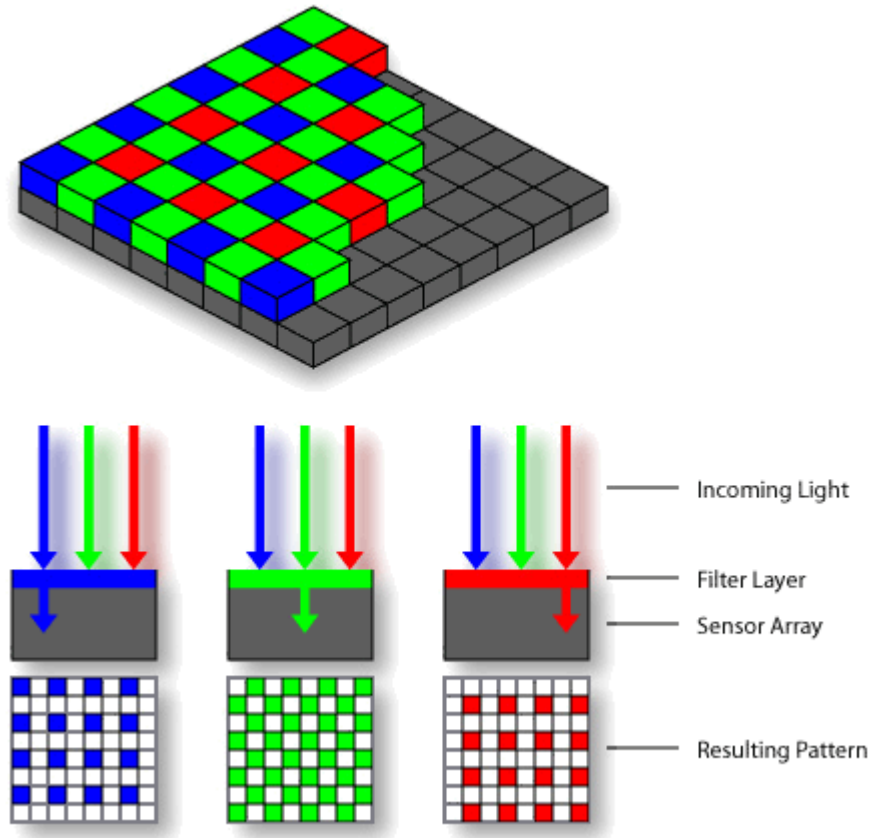 Incoming Light
Filter Layer
Sensor Array
Resulting Pattern